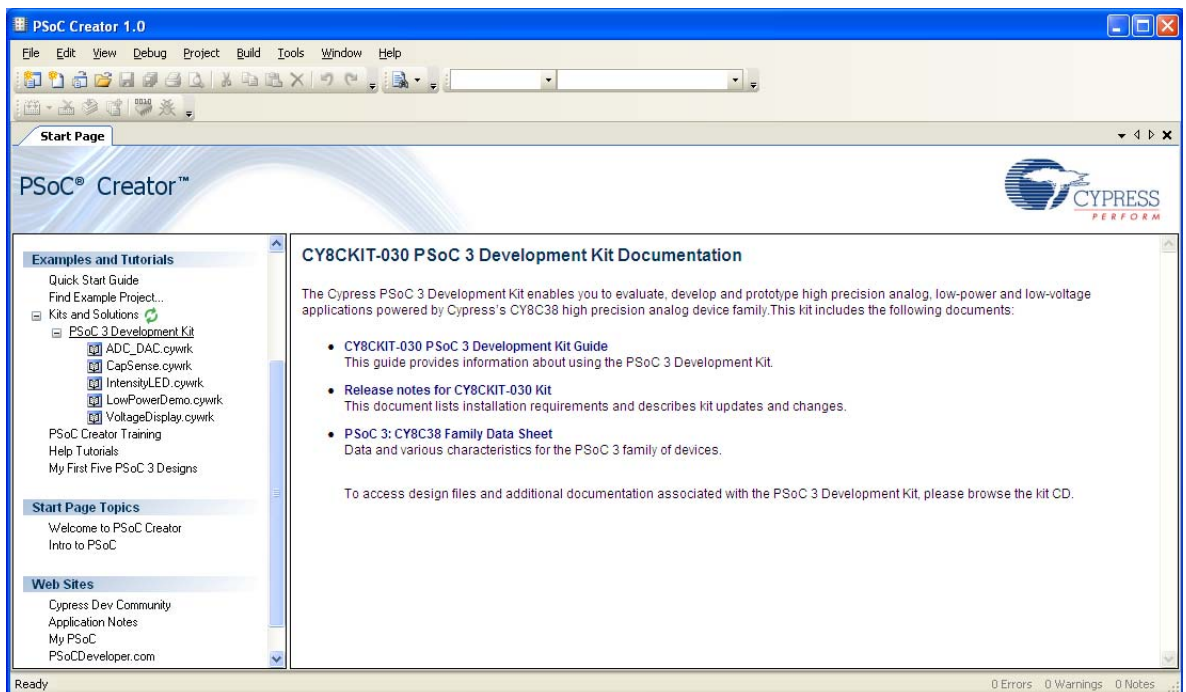 PSoC Creator 1.0
File Edit View Debug Project Build Tools Window Help
Start Page
PSoC® Creator™
CYPRESS
PERFORM
Examples and Tutorials
Quick Start Guide
Find Example Project...
Kits and Solutions
PSoC 3 Development Kit
ADC_DAC.cywrk
CapSense.cywrk
IntensityLED.cywrk
LowPowerDemo.cywrk
VoltageDisplay.cywrk
PSoC Creator Training
Help Tutorials
My First Five PSoC 3 Designs
Start Page Topics
Welcome to PSoC Creator
Intro to PSoC
Web Sites
Cypress Dev Community
Application Notes
My PSoC
PSoCDeveloper.com
CY8CKIT-030 PSoC 3 Development Kit Documentation
The Cypress PSoC 3 Development Kit enables you to evaluate, develop and prototype high precision analog, low-power and low-voltage
applications powered by Cypress's CY8C38 high precision analog device family.This kit includes the following documents:
• CY8CKIT-030 PSoC 3 Development Kit Guide
This guide provides information about using the PSoC 3 Development Kit.
• Release notes for CY8CKIT-030 Kit
This document lists installation requirements and describes kit updates and changes.
• PSoC 3: CY8C38 Family Data Sheet
Data and various characteristics for the PSoC 3 family of devices.
To access design files and additional documentation associated with the PSoC 3 Development Kit, please browse the kit CD.
Ready
0 Errors 0 Warnings 0 Notes